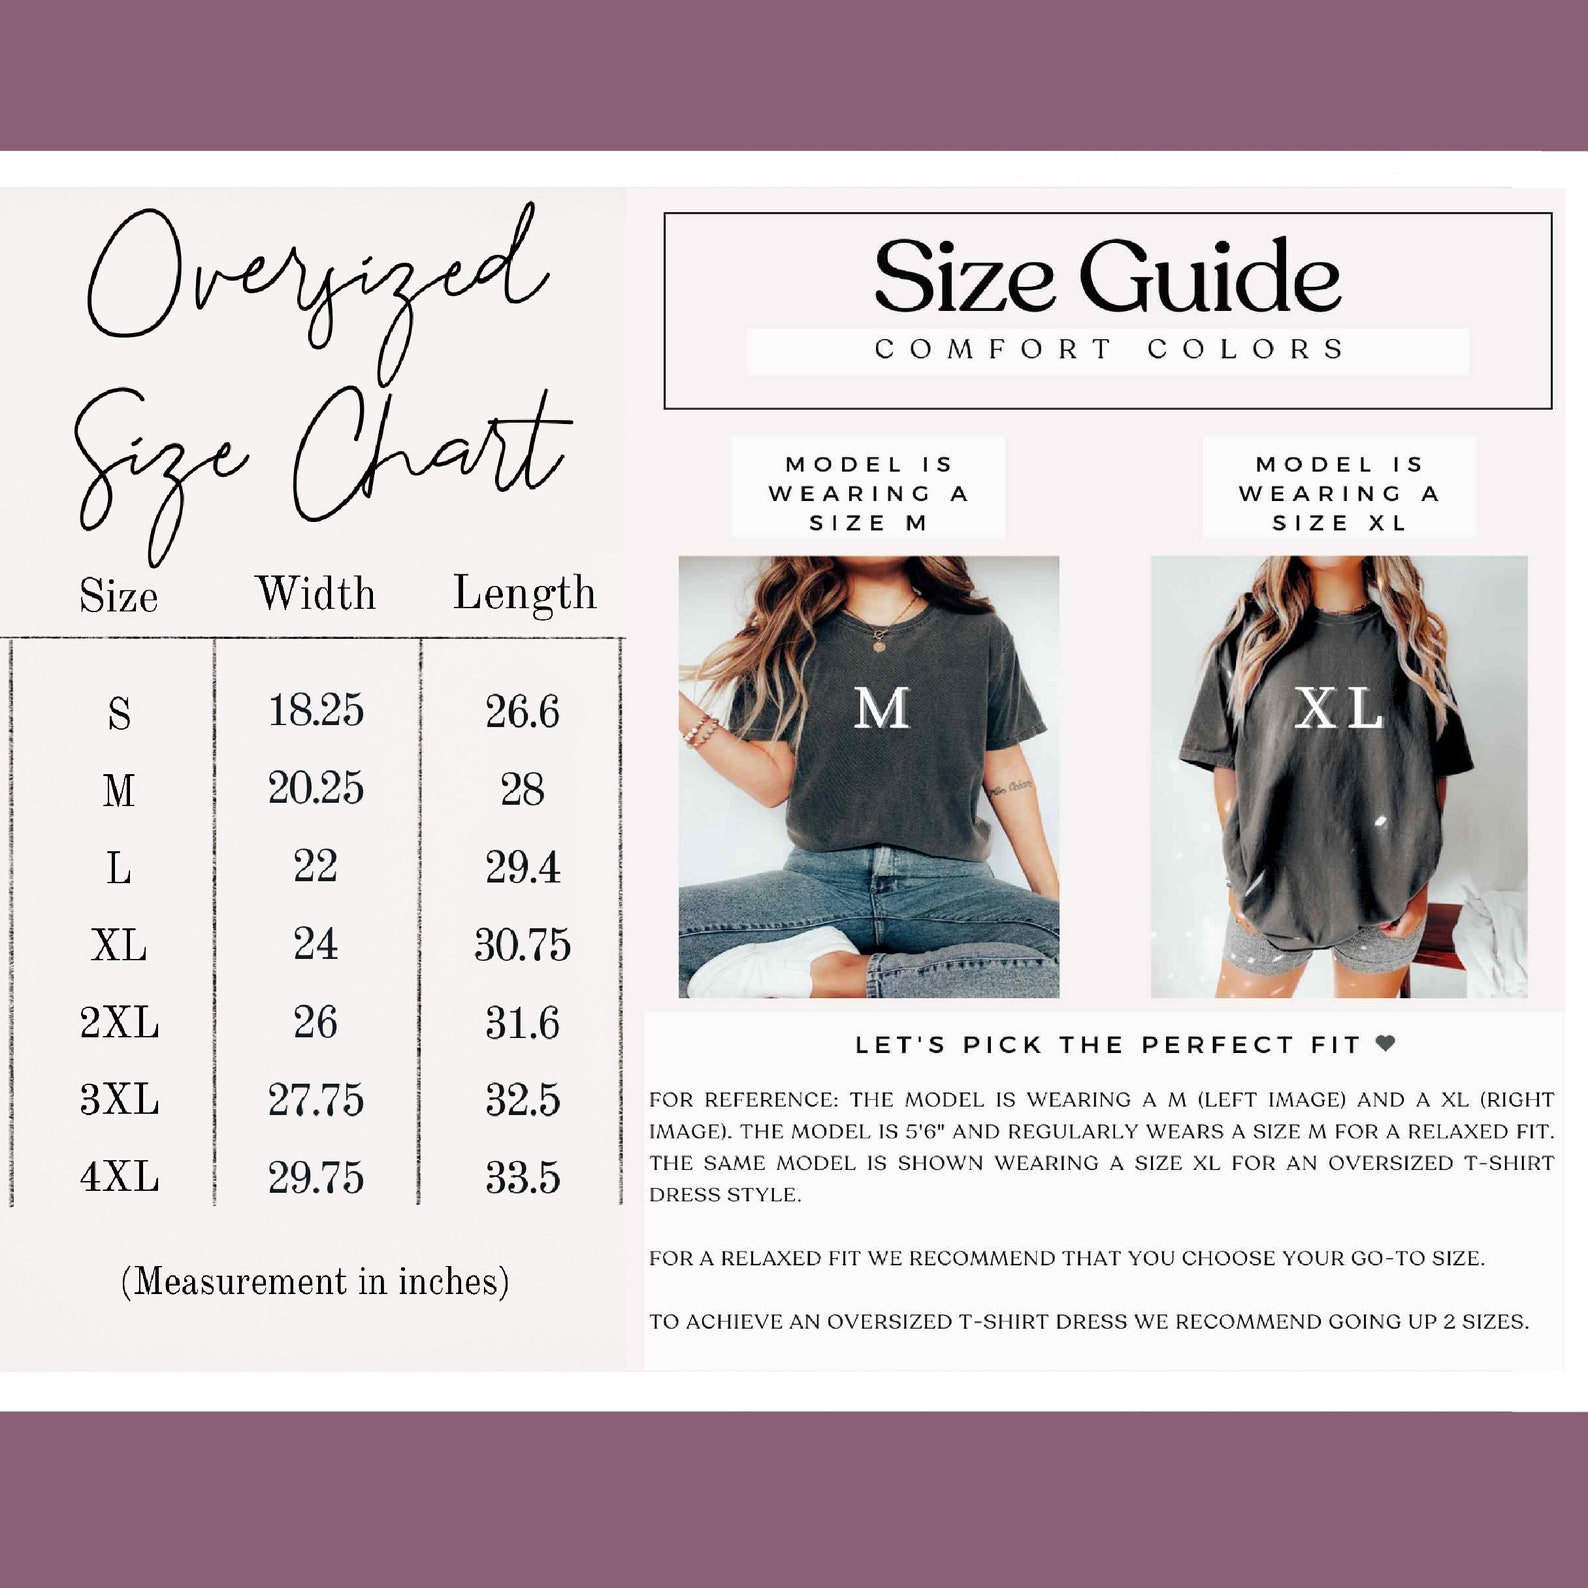 Oversized
Size Chart
Size Width Length
S 18.25 26.6
M 20.25 28
L 22 29.4
XL 24 30.75
2XL 26 31.6
3XL 27.75 32.5
4XL 29.75 33.5
(Measurement in inches)
Size Guide
COMFORT COLORS
MODEL IS
WEARING A
SIZE M
MODEL IS
WEARING A
SIZE XL
M
XL
LET'S PICK THE PERFECT FIT
FOR REFERENCE: THE MODEL IS WEARING A M (LEFT IMAGE) AND A XL (RIGHT
IMAGE). THE MODEL IS 5'6" AND REGULARLY WEARS A SIZE M FOR A RELAXED FIT.
THE SAME MODEL IS SHOWN WEARING A SIZE XL FOR AN OVERSIZED T-SHIRT
DRESS STYLE.
FOR A RELAXED FIT WE RECOMMEND THAT YOU CHOOSE YOUR GO-TO SIZE.
TO ACHIEVE AN OVERSIZED T-SHIRT DRESS WE RECOMMEND GOING UP 2 SIZES.